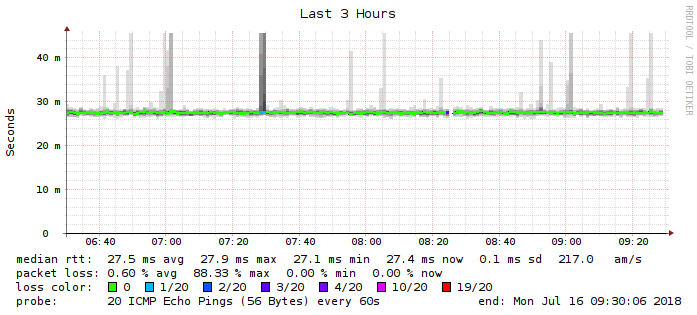 Last 3 Hours
RRDTOOL / TOBI OETIKER
Seconds
40 m
30 m
20 m
10 m
0
06:40 07:00 07:20 07:40 08:00 08:20 08:40 09:00 09:20
median rtt: 27.5 ms avg 27.9 ms max 27.1 ms min 27.4 ms now 0.1 ms sd 217.0 am/s
packet loss: 0.60 % avg 88.33 % max 0.00 % min 0.00 % now
loss color: 0 1/20 2/20 3/20 4/20 10/20 19/20
probe: 20 ICMP Echo Pings (56 Bytes) every 60s end: Mon Jul 16 09:30:06 2018